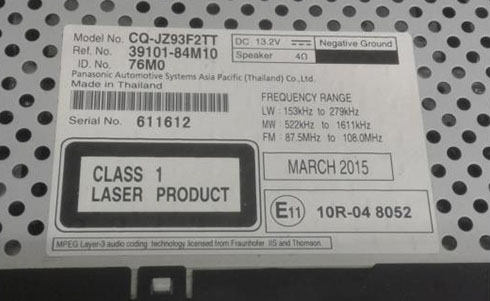 Model No. CQ-JZ93F2TT
Ref. No. 39101-84M10
ID. No. 76M0
DC 13.2V Negative Ground
Speaker 4Ω
Panasonic Automotive Systems Asia Pacific (Thailand) Co.,Ltd.
Made in Thailand
Serial No. 611612
FREQUENCY RANGE
LW : 153kHz to 279kHz
MW : 522kHz to 1611kHz
FM : 87.5MHz to 108.0MHz
CLASS 1
LASER PRODUCT
MARCH 2015
E11 10R-04 8052
MPEG Layer-3 audio coding technology licensed from Fraunhofer IIS and Thomson.